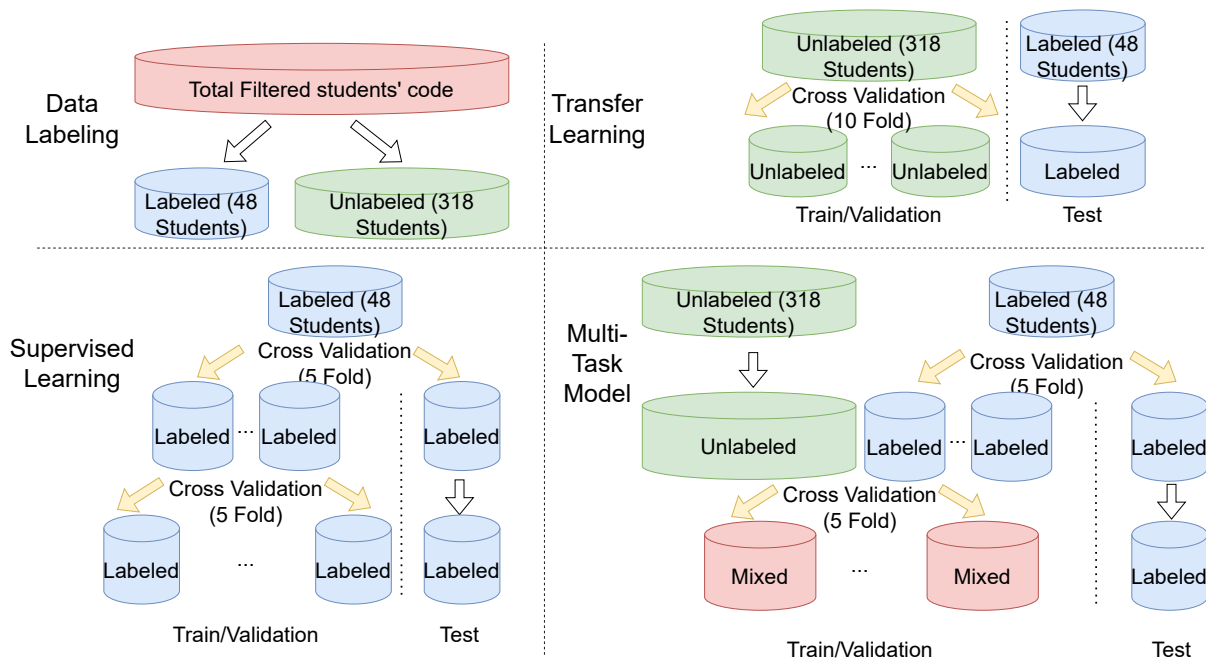 Data
Labeling
Total Filtered students' code
Labeled (48
Students)
Unlabeled (318
Students)
Transfer
Learning
Unlabeled (318
Students)
Labeled (48
Students)
Cross Validation
(10 Fold)
Unlabeled
...
Unlabeled
Labeled
Train/Validation
Test
Supervised
Learning
Labeled (48
Students)
Cross Validation
(5 Fold)
Labeled
...
Labeled
Labeled
Cross Validation
(5 Fold)
Labeled
...
Labeled
Labeled
Train/Validation
Test
Multi-
Task
Model
Unlabeled (318
Students)
Labeled (48
Students)
Cross Validation
(5 Fold)
Unlabeled
Labeled
...
Labeled
Labeled
Cross Validation
(5 Fold)
Mixed
...
Mixed
Labeled
Train/Validation
Test